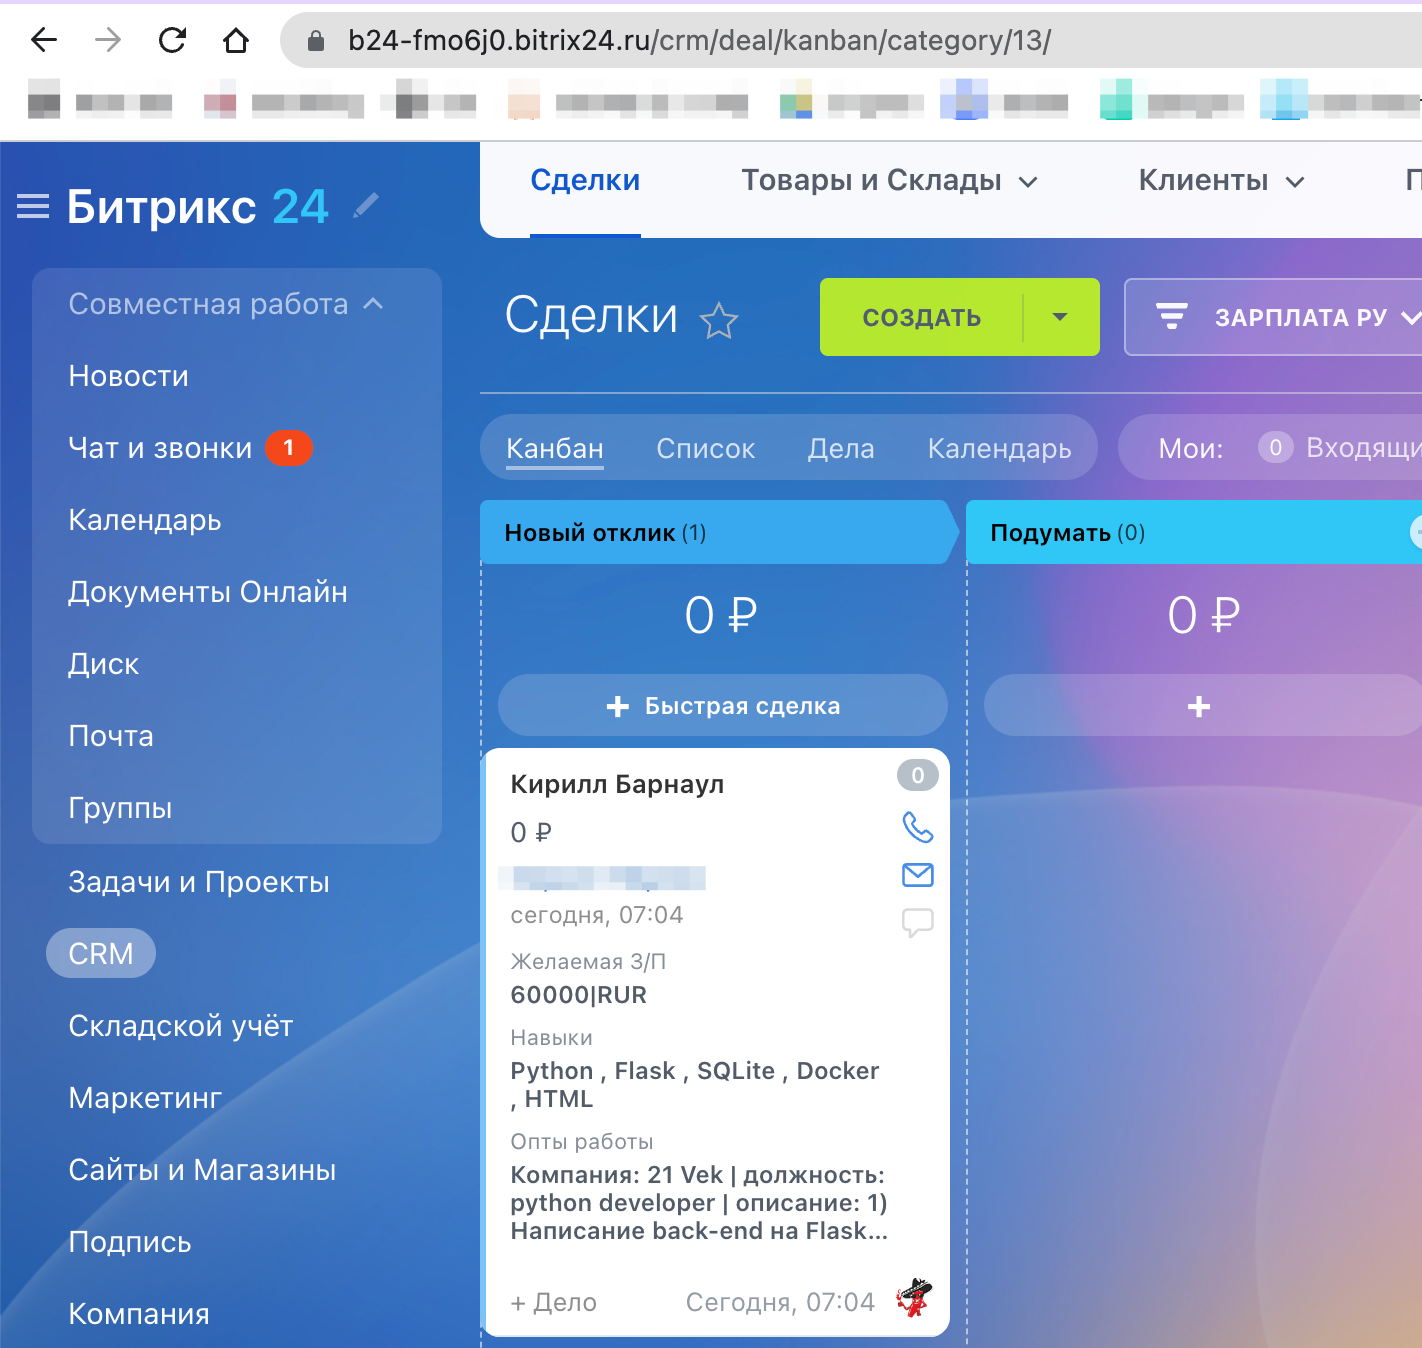 b24-fmo6j0.bitrix24.ru/crm/deal/kanban/category/13/
Битрикс 24
Сделки
Товары и Склады
Клиенты
Совместная работа
Новости
Чат и звонки 1
Календарь
Документы Онлайн
Диск
Почта
Группы
Задачи и Проекты
CRM
Складской учёт
Маркетинг
Сайты и Магазины
Подпись
Компания
Сделки
СОЗДАТЬ
ЗАРПЛАТА РУ
Канбан
Список
Дела
Календарь
Мои:
0
Новый отклик (1)
Подумать (0)
0 ₽
0 ₽
+ Быстрая сделка
+
Кирилл Барнаул
0
0 ₽
сегодня, 07:04
Желаемая З/П
60000|RUR
Навыки
Python , Flask , SQLite , Docker
, HTML
Опты работы
Компания: 21 Vek | должность:
python developer | описание: 1)
Написание back-end на Flask...
+ Дело
Сегодня, 07:04